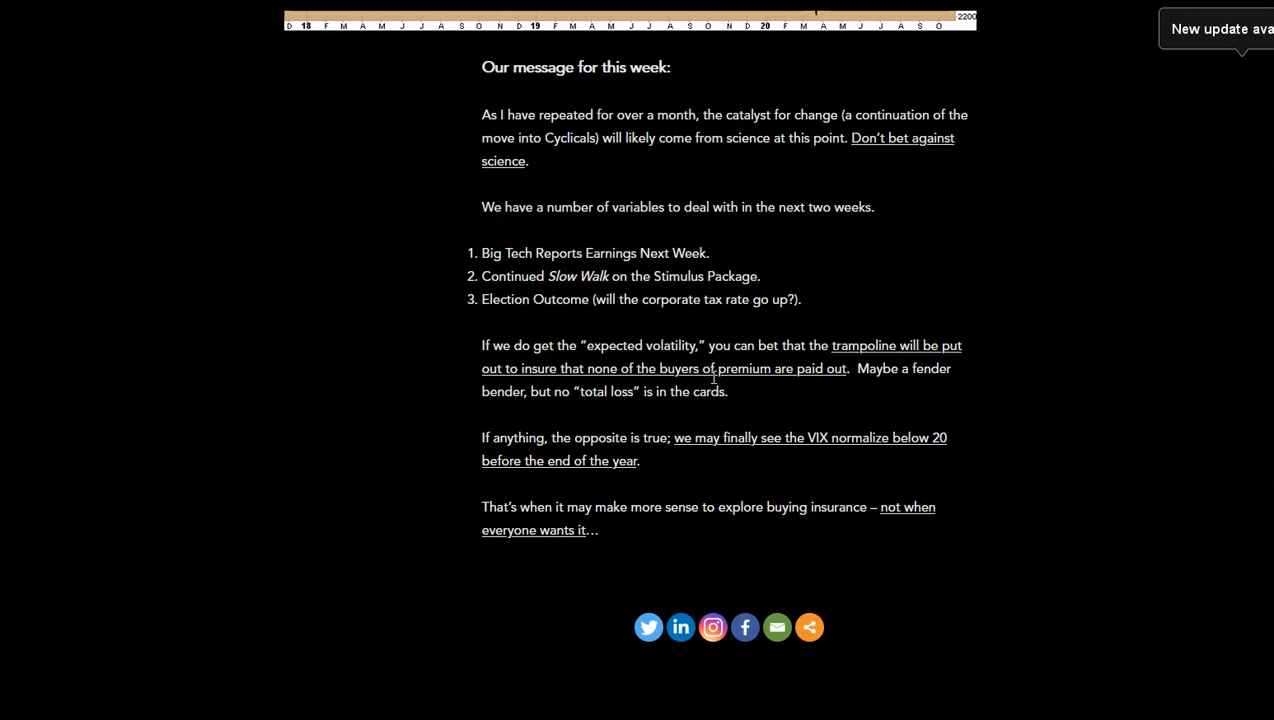 2200
D 18 F M A M J J A S O N D 19 F M A M J J A S O N D 20 F M A M J J A S O
New update ava
Our message for this week:
As I have repeated for over a month, the catalyst for change (a continuation of the
move into Cyclicals) will likely come from science at this point. Don’t bet against
science.
We have a number of variables to deal with in the next two weeks.
1. Big Tech Reports Earnings Next Week.
2. Continued Slow Walk on the Stimulus Package.
3. Election Outcome (will the corporate tax rate go up?).
If we do get the “expected volatility,” you can bet that the trampoline will be put
out to insure that none of the buyers of premium are paid out.  Maybe a fender
bender, but no “total loss” is in the cards.
If anything, the opposite is true; we may finally see the VIX normalize below 20
before the end of the year.
That’s when it may make more sense to explore buying insurance – not when
everyone wants it…